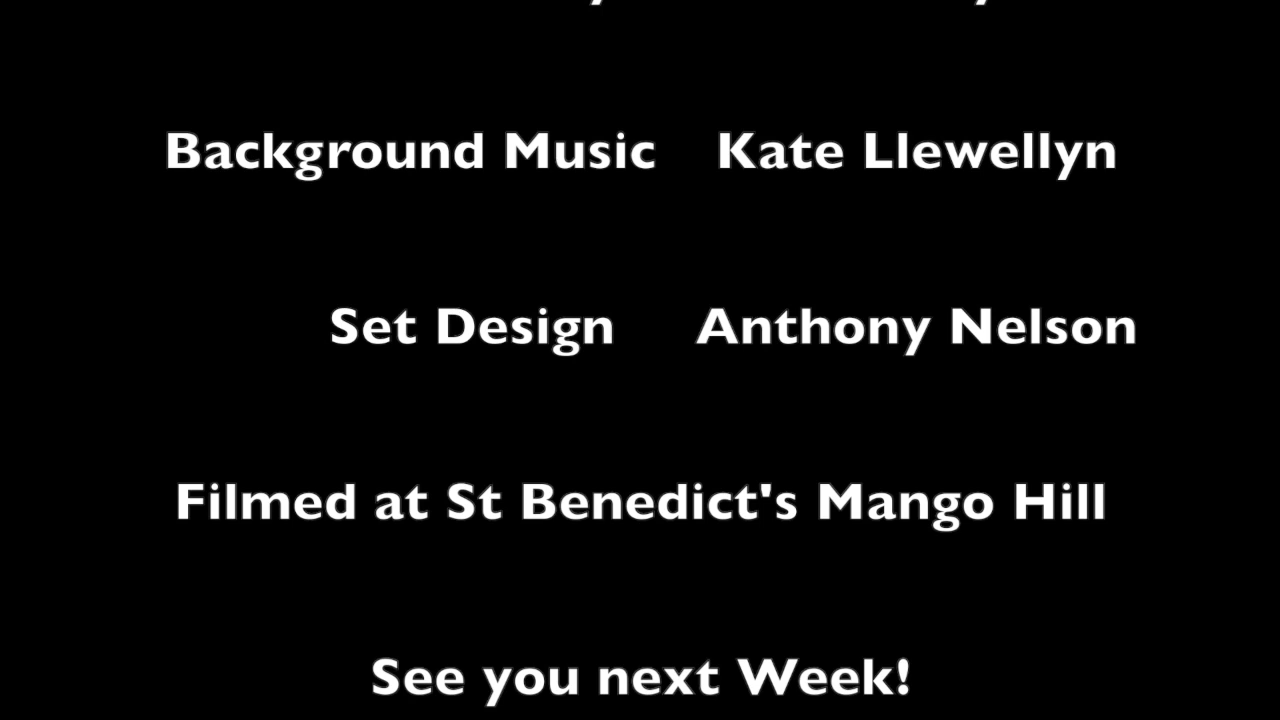 Background Music Kate Llewellyn
Set Design Anthony Nelson
Filmed at St Benedict's Mango Hill
See you next Week!